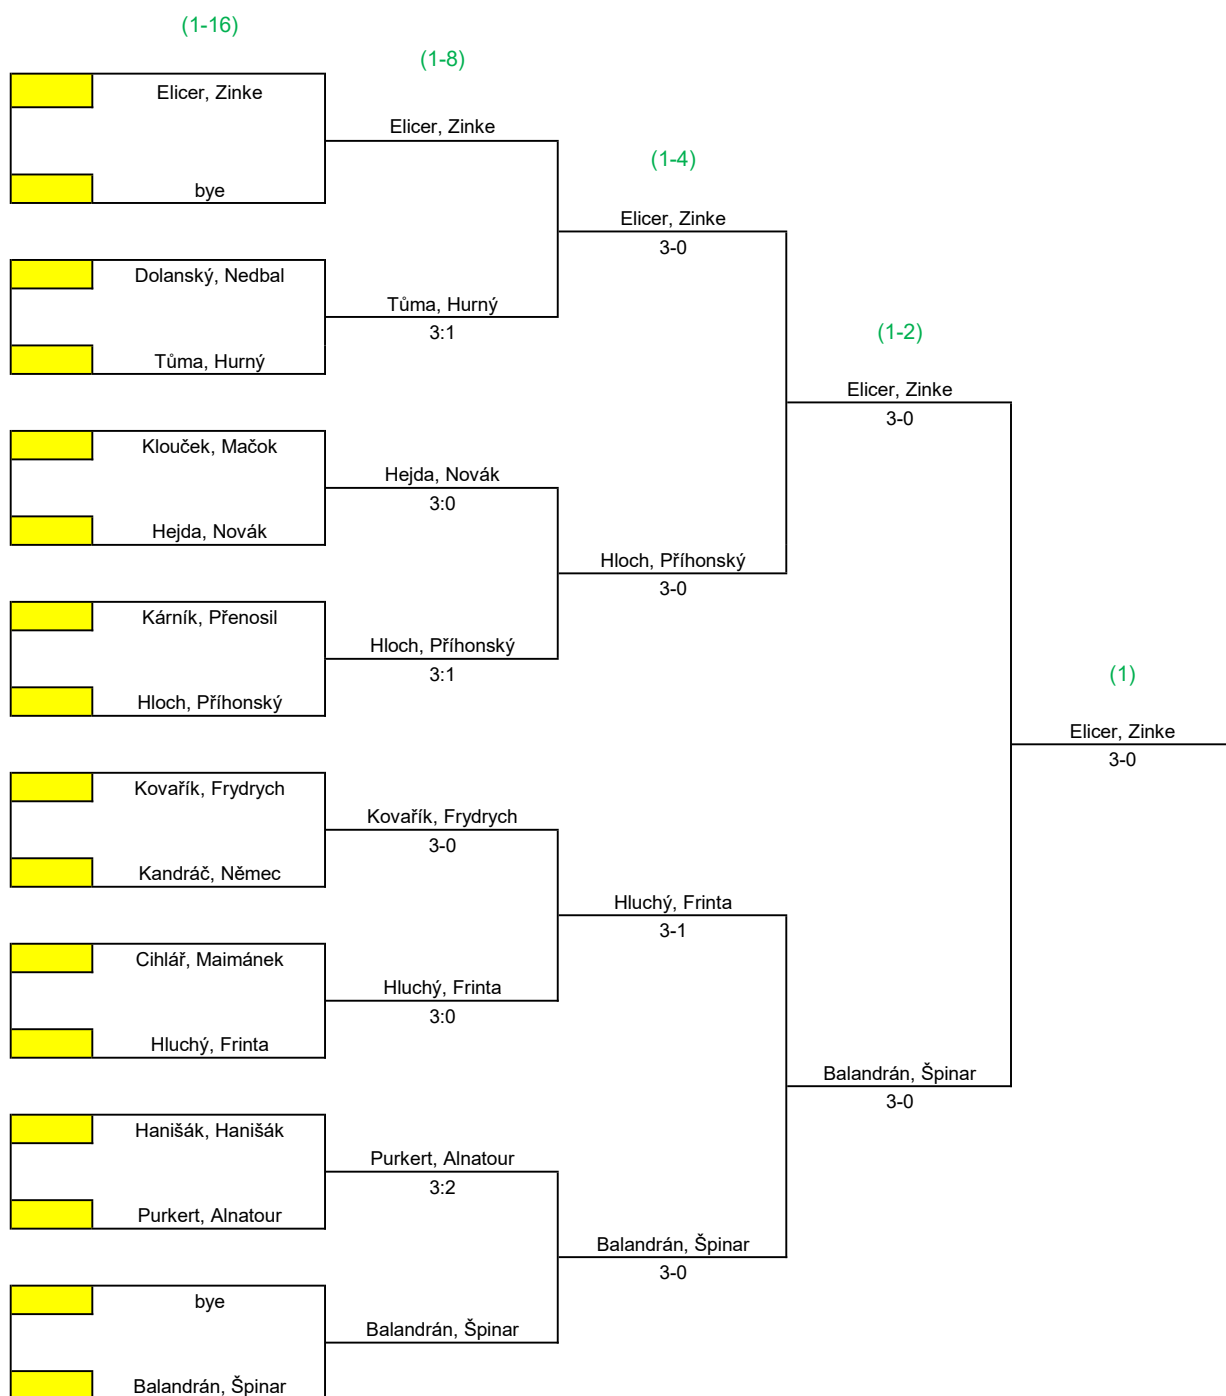 (1-16)
(1-8)
Elicer, Zinke
Elicer, Zinke
(1-4)
bye
Elicer, Zinke
3-0
Dolanský, Nedbal
Tůma, Hurný
3:1
(1-2)
Tůma, Hurný
Elicer, Zinke
3-0
Klouček, Mačok
Hejda, Novák
3:0
Hejda, Novák
Hloch, Příhonský
3-0
Kárník, Přenosil
Hloch, Příhonský
3:1
(1)
Hloch, Příhonský
Elicer, Zinke
3-0
Kovařík, Frydrych
Kovařík, Frydrych
3-0
Kandráč, Němec
Hluchý, Frinta
3-1
Cihlář, Maimánek
Hluchý, Frinta
3:0
Hluchý, Frinta
Balandrán, Špinar
3-0
Hanišák, Hanišák
Purkert, Alnatour
3:2
Purkert, Alnatour
Balandrán, Špinar
3-0
bye
Balandrán, Špinar
Balandrán, Špinar